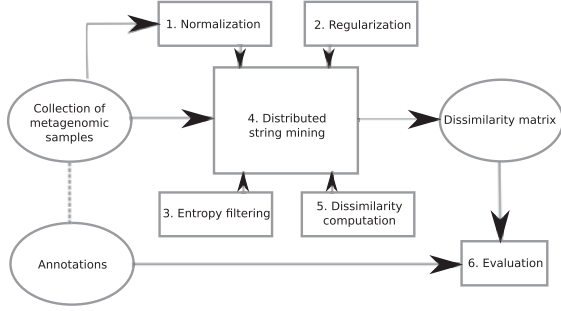 1. Normalization
2. Regularization
Collection of
metagenomic
samples
4. Distributed
string mining
Dissimilarity matrix
3. Entropy filtering
5. Dissimilarity
computation
Annotations
6. Evaluation